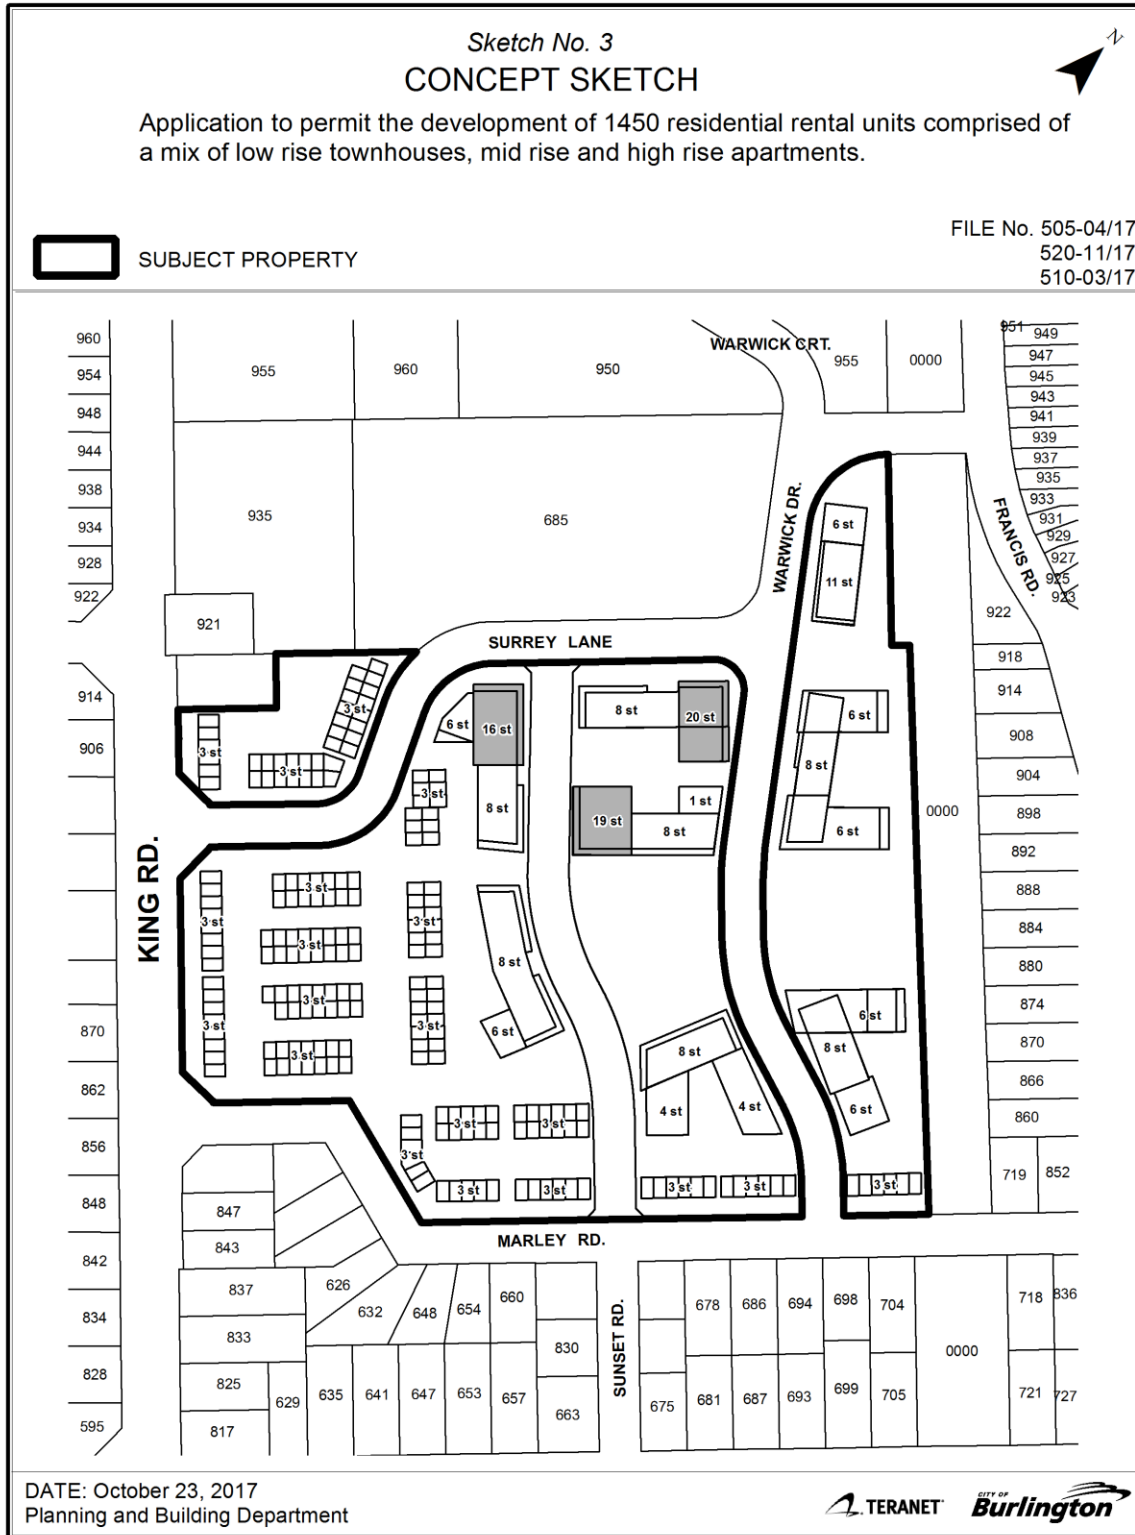 Sketch No. 3
CONCEPT SKETCH
N
Application to permit the development of 1450 residential rental units comprised of
a mix of low rise townhouses, mid rise and high rise apartments.
SUBJECT PROPERTY
FILE No. 505-04/17
520-11/17
510-03/17
960
954
948
944
938
934
928
922
955
960
950
WARWICK CRT.
955
0000
951
949
947
945
943
941
939
937
935
933
931
929
927
925
923
935
685
921
WARWICK DR.
FRANCIS RD.
6 st
11 st
922
918
914
908
904
898
892
888
884
880
874
870
866
860
719
852
SURREY LANE
914
906
3 st
3 st
3 st
6 st
16 st
8 st
8 st
20 st
3 st
19 st
1 st
8 st
6 st
8 st
6 st
0000
KING RD.
3 st
3 st
3 st
3 st
3 st
3 st
3 st
3 st
8 st
6 st
6 st
8 st
6 st
8 st
4 st
4 st
870
862
856
848
842
834
828
595
3 st
3 st
3 st
3 st
3 st
3 st
3 st
3 st
847
843
MARLEY RD.
837
833
825
817
629
626
632
648
654
660
635
641
647
653
657
830
663
SUNSET RD.
675
678
686
694
698
704
681
687
693
699
705
0000
718
836
721
727
DATE: October 23, 2017
Planning and Building Department
TERANET
CITY OF
Burlington